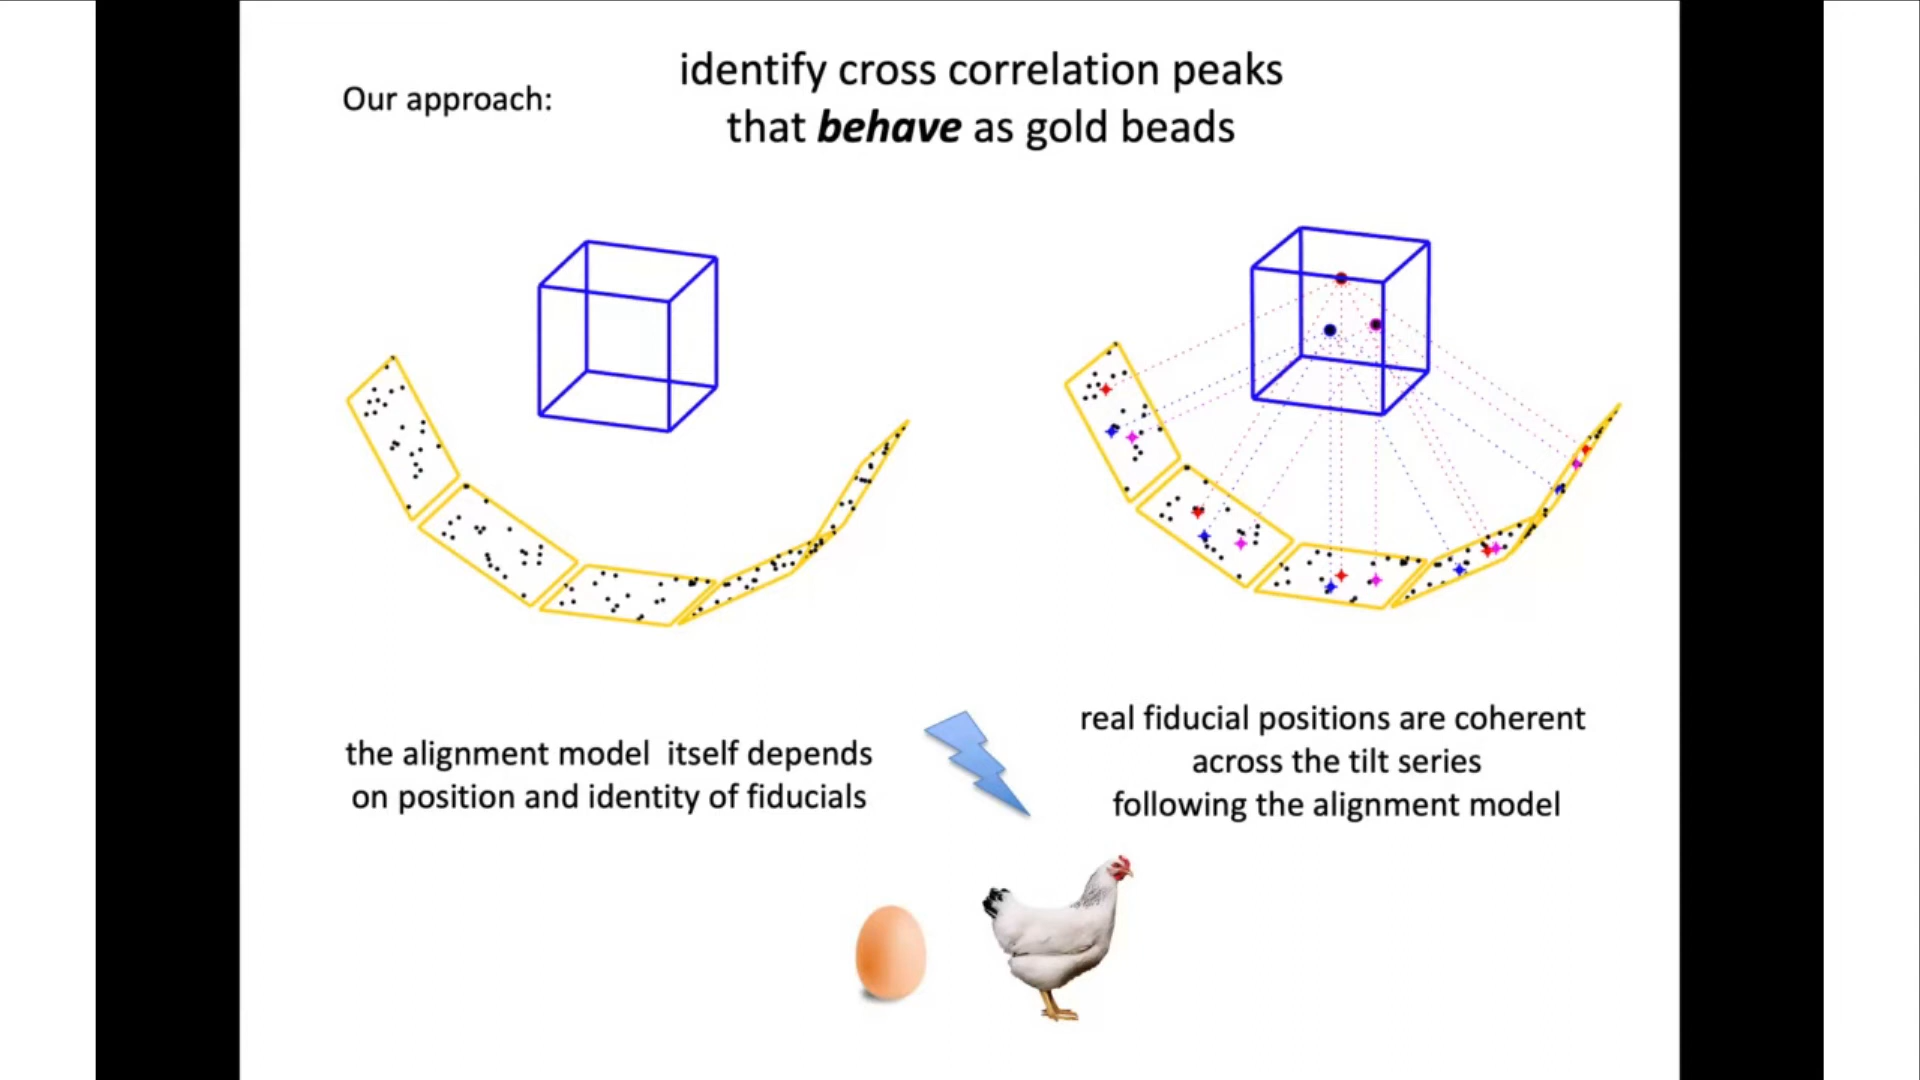 Our approach:
identify cross correlation peaks
that behave as gold beads
the alignment model itself depends
on position and identity of fiducials
real fiducial positions are coherent
across the tilt series
following the alignment model